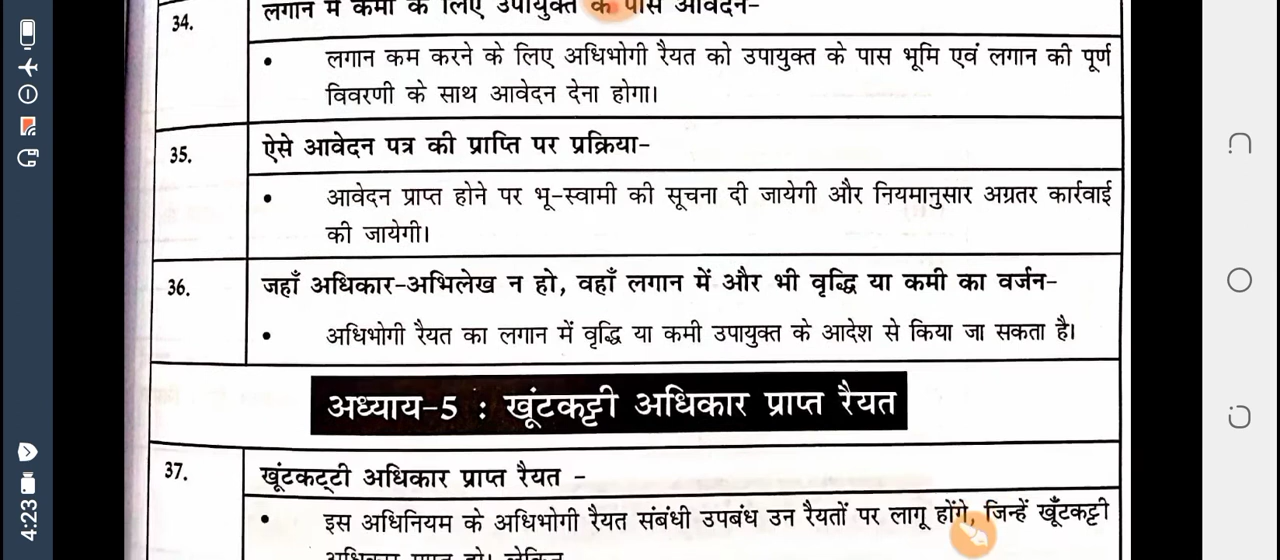 34.
लगान में कमी के लिए उपायुक्त के पास आवेदन–
• लगान कम करने के लिए अधिभोगी रैयत को उपायुक्त के पास भूमि एवं लगान की पूर्ण
विवरणी के साथ आवेदन देना होगा।
35.
ऐसे आवेदन पत्र की प्राप्ति पर प्रक्रिया–
• आवेदन प्राप्त होने पर भू-स्वामी की सूचना दी जायेगी और नियमानुसार अग्रतर कार्रवाई
की जायेगी।
36.
जहाँ अधिकार-अभिलेख न हो, वहाँ लगान में और भी वृद्धि या कमी का वर्जन–
• अधिभोगी रैयत का लगान में वृद्धि या कमी उपायुक्त के आदेश से किया जा सकता है।
अध्याय-5 : खूंटकट्टी अधिकार प्राप्त रैयत
37.
खूंटकट्टी अधिकार प्राप्त रैयत –
• इस अधिनियम के अधिभोगी रैयत संबंधी उपबंध उन रैयतों पर लागू होंगे, जिन्हें खूँटकट्टी
4:23